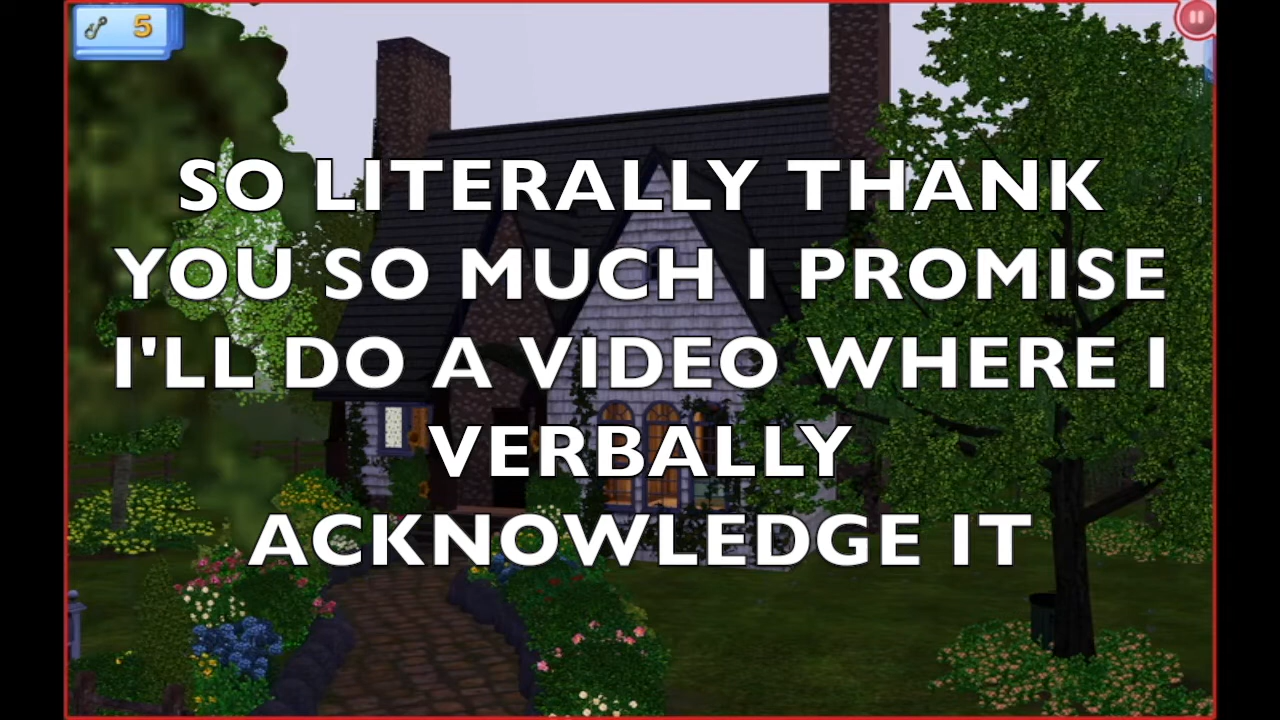 5
SO LITERALLY THANK
YOU SO MUCH I PROMISE
I'LL DO A VIDEO WHERE I
VERBALLY
ACKNOWLEDGE IT